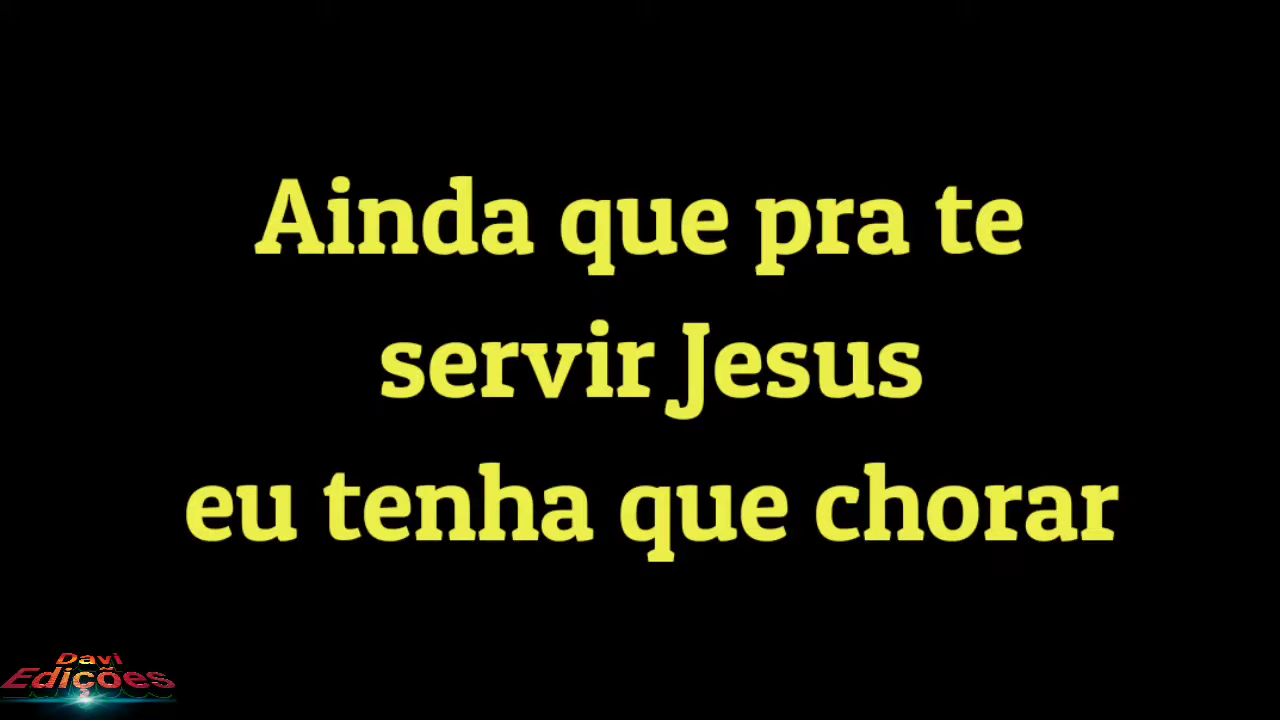 Ainda que pra te
servir Jesus
eu tenha que chorar
Davi
Edições